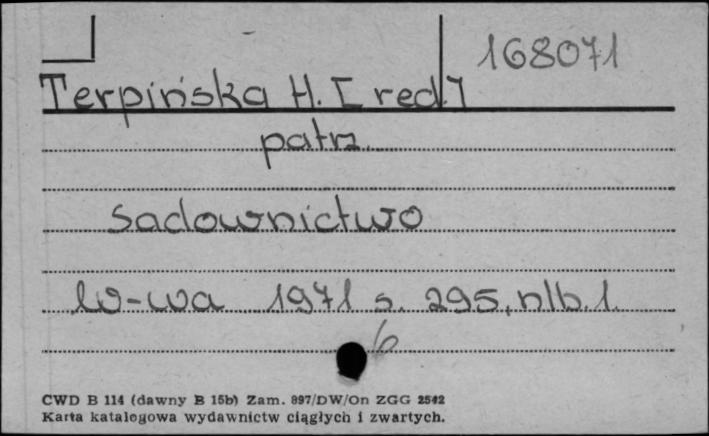 168071
Terpińska H. [red.]
patrz
Sadownictwo
W-wa 1971 s. 295, nlb. 1.
6
CWD B 114 (dawny B 15b) Zam. 897/DW/On ZGG 2542
Karta katalogowa wydawnictw ciągłych i zwartych.